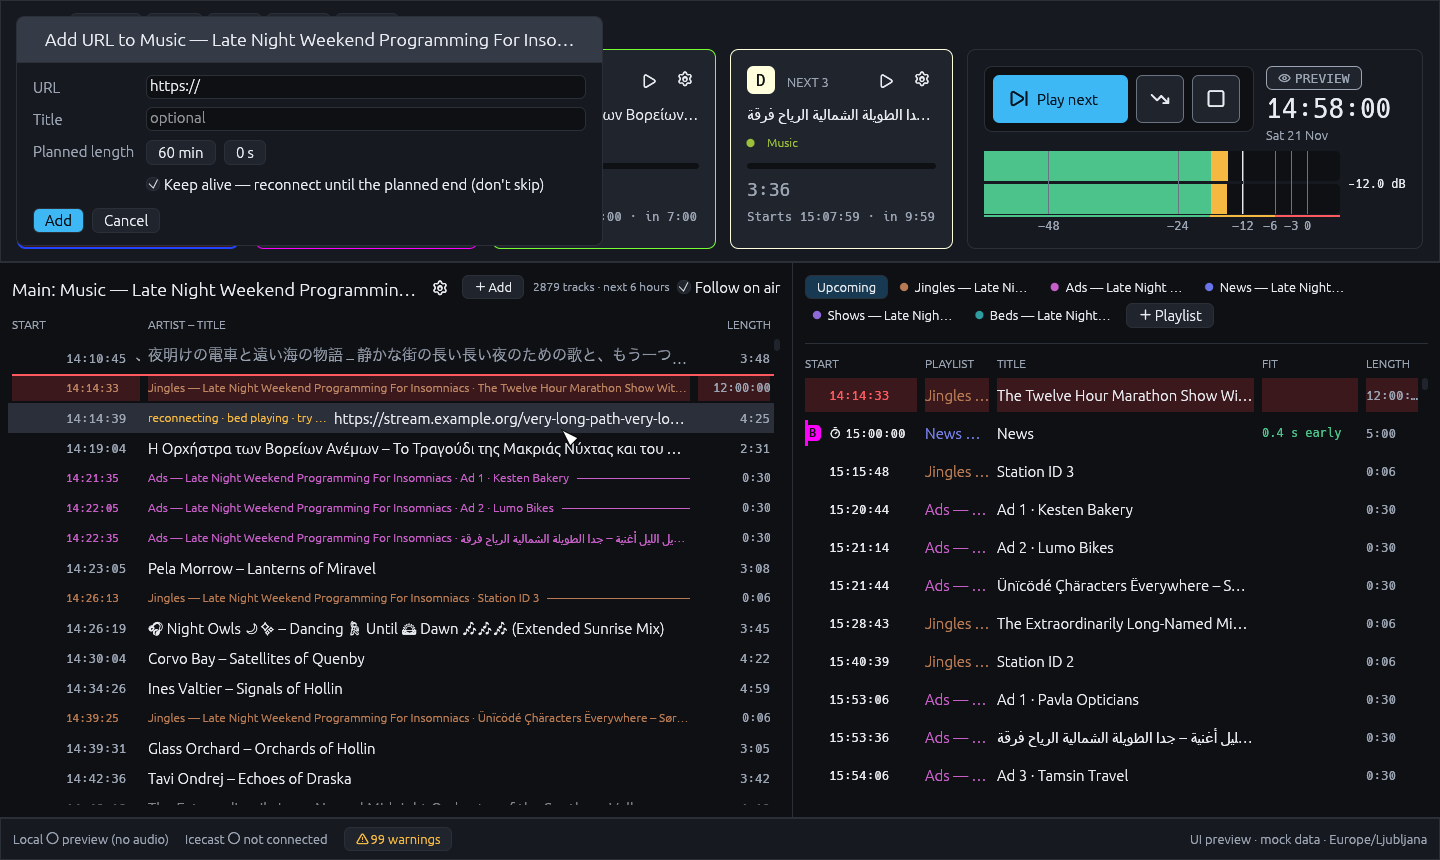 Add URL to Music — Late Night Weekend Programming For Inso…
URL
https://
Title
optional
Planned length
60 min
0 s
Keep alive — reconnect until the planned end (don't skip)
Add
Cancel
ων Βορείων…
:00 · in 7:00
D
NEXT 3
جدا الطويلة الشمالية الرياح فرقة…
Music
3:36
Starts 15:07:59 · in 9:59
Play next
PREVIEW
14:58:00
Sat 21 Nov
-12.0 dB
-48
-24
-12
-6
-3
0
Main: Music — Late Night Weekend Programmin…
+ Add
2879 tracks · next 6 hours
Follow on air
START
ARTIST – TITLE
LENGTH
14:10:45
夜明けの電車と遠い海の物語 – 静かな街の長い長い夜のための歌と、もう一つ…
3:48
14:14:33
Jingles — Late Night Weekend Programming For Insomniacs · The Twelve Hour Marathon Show Wit…
12:00:00
14:14:39
reconnecting · bed playing · try …
https://stream.example.org/very-long-path-very-lo…
4:25
14:19:04
Η Ορχήστρα των Βορείων Ανέμων – Το Τραγούδι της Μακριάς Νύχτας και του …
2:31
14:21:35
Ads — Late Night Weekend Programming For Insomniacs · Ad 1 · Kesten Bakery
0:30
14:22:05
Ads — Late Night Weekend Programming For Insomniacs · Ad 2 · Lumo Bikes
0:30
14:22:35
Ads — Late Night Weekend Programming For Insomniacs · يل الليل أغنية – جدا الطويلة الشمالية الرياح فرقة…
0:30
14:23:05
Pela Morrow – Lanterns of Miravel
3:08
14:26:13
Jingles — Late Night Weekend Programming For Insomniacs · Station ID 3
0:06
14:26:19
🎧 Night Owls 🌙✨ – Dancing 💃 Until 🌅 Dawn 🎶🎶🎶 (Extended Sunrise Mix)
3:45
14:30:04
Corvo Bay – Satellites of Quenby
4:22
14:34:26
Ines Valtier – Signals of Hollin
4:59
14:39:25
Jingles — Late Night Weekend Programming For Insomniacs · Ünïcödé Çhäracters Ëverywhere – Sør…
0:06
14:39:31
Glass Orchard – Orchards of Hollin
3:05
14:42:36
Tavi Ondrej – Echoes of Draska
3:42
Upcoming
Jingles — Late Ni…
Ads — Late Night …
News — Late Night…
Shows — Late Nigh…
Beds — Late Night…
+ Playlist
START
PLAYLIST
TITLE
FIT
LENGTH
14:14:33
Jingles …
The Twelve Hour Marathon Show Wi…
12:00:…
B
15:00:00
News …
News
0.4 s early
5:00
15:15:48
Jingles …
Station ID 3
0:06
15:20:44
Ads — …
Ad 1 · Kesten Bakery
0:30
15:21:14
Ads — …
Ad 2 · Lumo Bikes
0:30
15:21:44
Ads — …
Ünïcödé Çhäracters Ëverywhere – S…
0:30
15:28:43
Jingles …
The Extraordinarily Long-Named Mi…
0:06
15:40:39
Jingles …
Station ID 2
0:06
15:53:06
Ads — …
Ad 1 · Pavla Opticians
0:30
15:53:36
Ads — …
لليل أغنية – جدا الطويلة الشمالية الرياح فرقة…
0:30
15:54:06
Ads — …
Ad 3 · Tamsin Travel
0:30
Local
preview (no audio)
Icecast
not connected
99 warnings
UI preview · mock data · Europe/Ljubljana